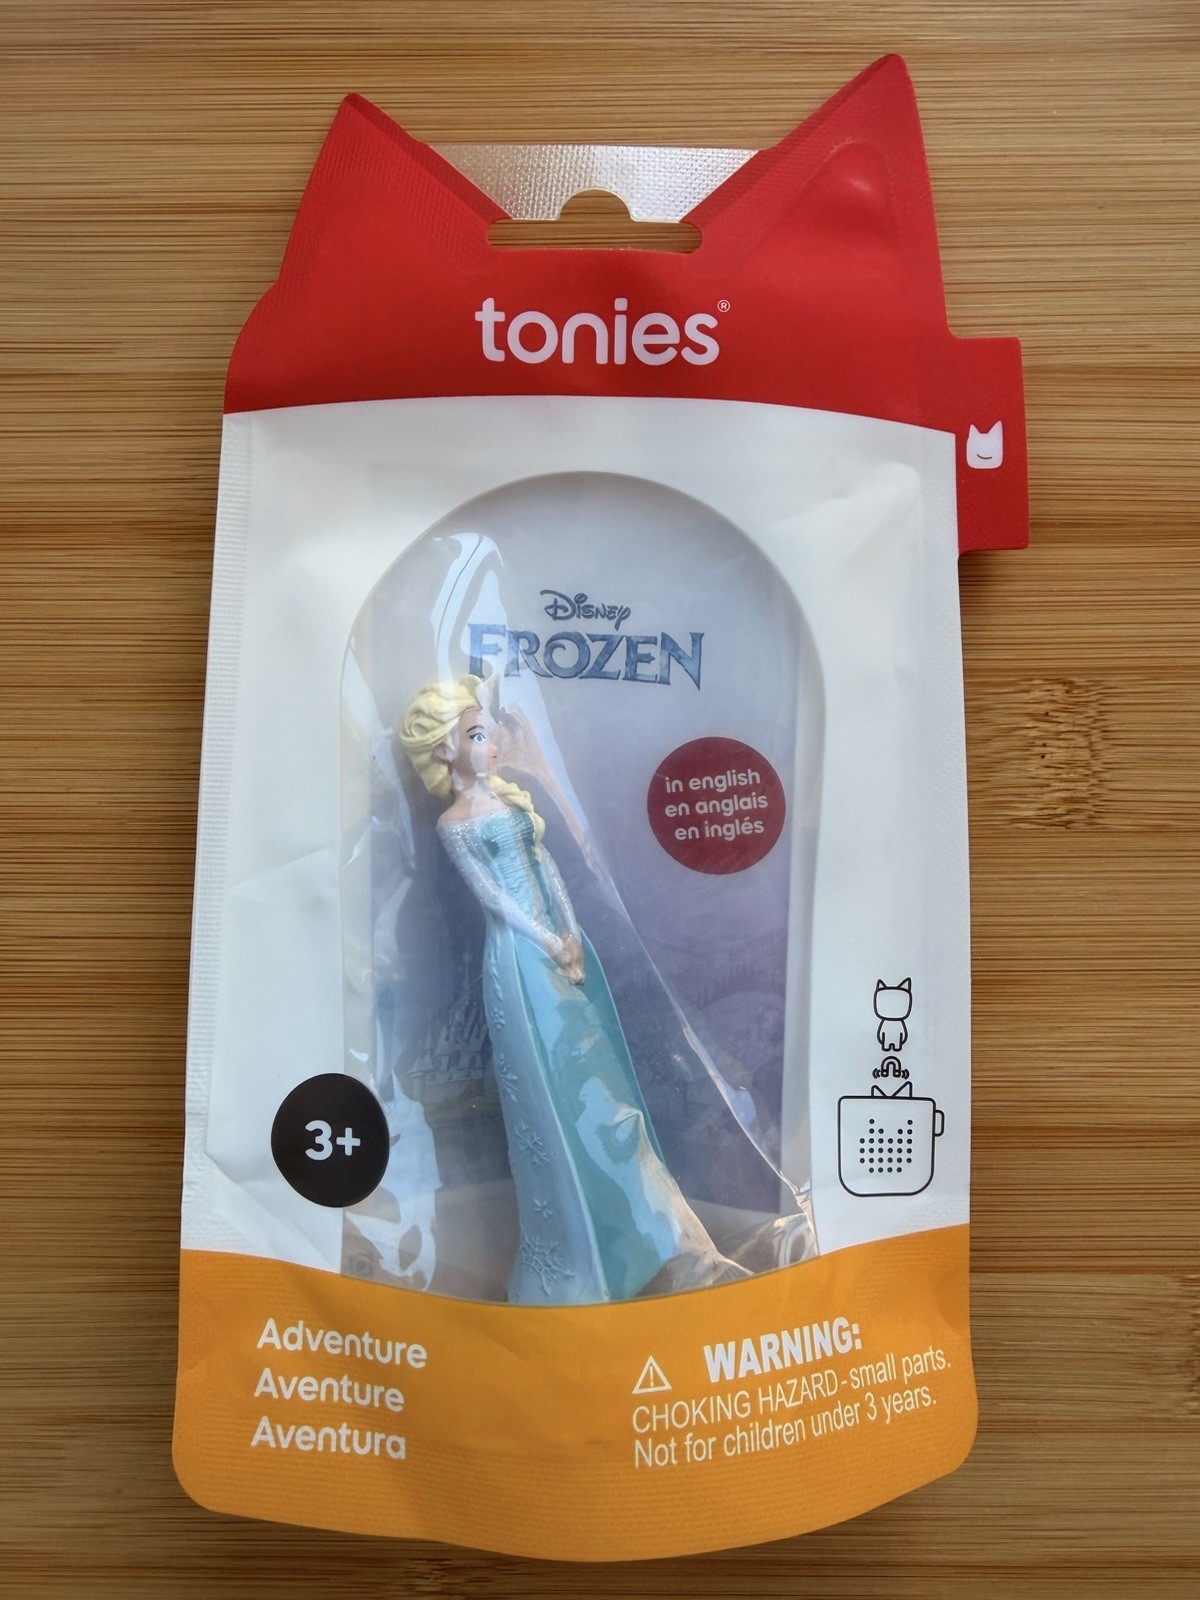 tonies®
Disney
FROZEN
in english
en anglais
en inglés
3+
Adventure
Aventure
Aventura
WARNING:
CHOKING HAZARD - small parts.
Not for children under 3 years.